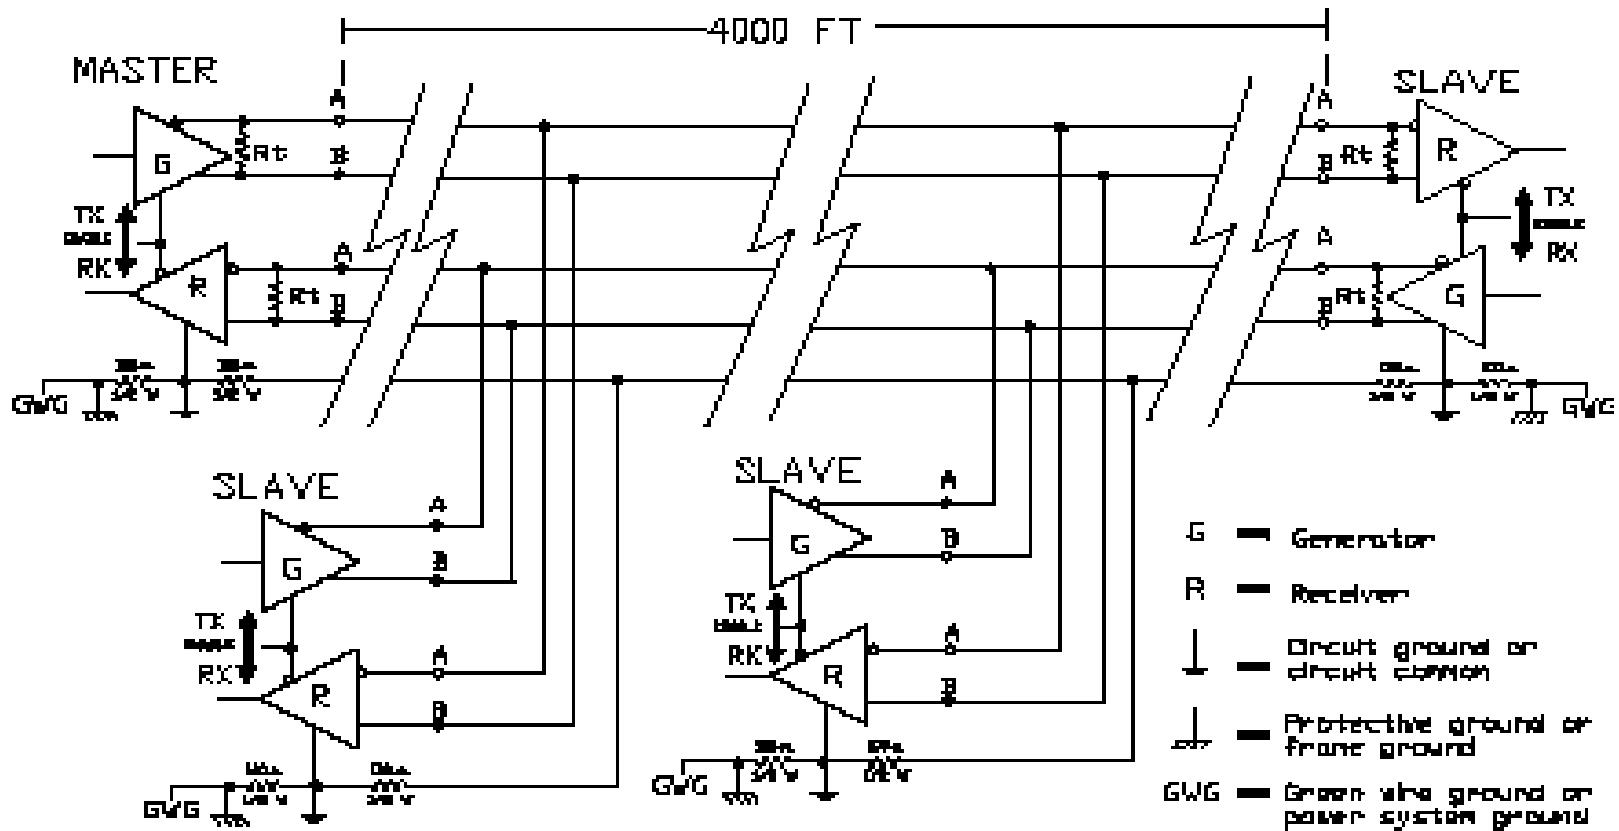 4000 FT
MASTER
SLAVE
A
A
G
Rt
B
B
Rt
R
TX
RK
TX
RX
A
A
R
Rt
B
B
Rt
G
GWG
GWG
SLAVE
SLAVE
A
A
G
B
G
B
TX
RX
TX
RK
A
A
R
B
R
B
GWG
GWG
G - Generator
R - Receiver
- Circuit ground or
circuit common
- Protective ground or
frame ground
GWG - Green wire ground or
power system ground